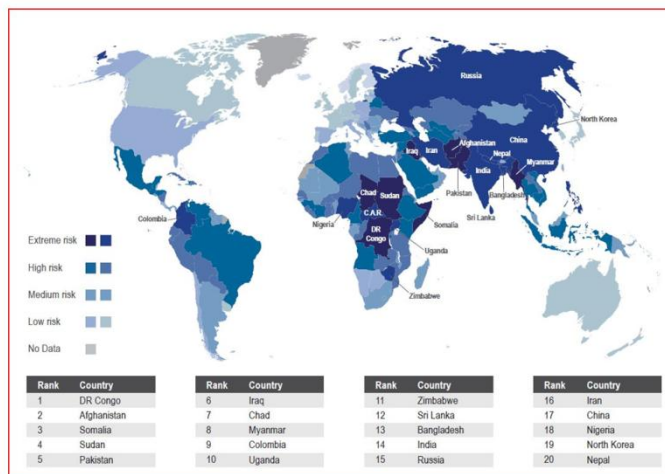 Russia
North Korea
China
Afghanistan
Iraq
Iran
Nepal
Myanmar
India
Chad
Sudan
Pakistan
Bangladesh
Colombia
Nigeria
C.A.R.
Somalia
Sri Lanka
DR
Congo
Uganda
Zimbabwe
Extreme risk
High risk
Medium risk
Low risk
No Data
Rank Country
1 DR Congo
2 Afghanistan
3 Somalia
4 Sudan
5 Pakistan
Rank Country
6 Iraq
7 Chad
8 Myanmar
9 Colombia
10 Uganda
Rank Country
11 Zimbabwe
12 Sri Lanka
13 Bangladesh
14 India
15 Russia
Rank Country
16 Iran
17 China
18 Nigeria
19 North Korea
20 Nepal